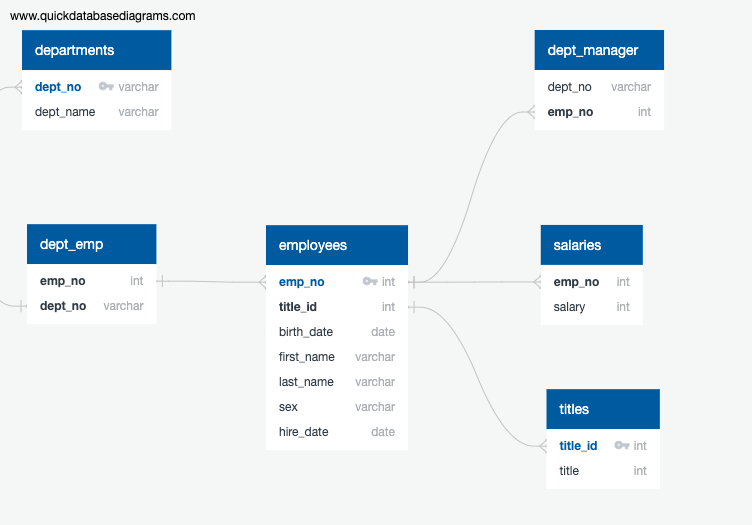 www.quickdatabasediagrams.com
departments
dept_no varchar
dept_name varchar
dept_manager
dept_no varchar
emp_no int
dept_emp
emp_no int
dept_no varchar
employees
emp_no int
title_id int
birth_date date
first_name varchar
last_name varchar
sex varchar
hire_date date
salaries
emp_no int
salary int
titles
title_id int
title int